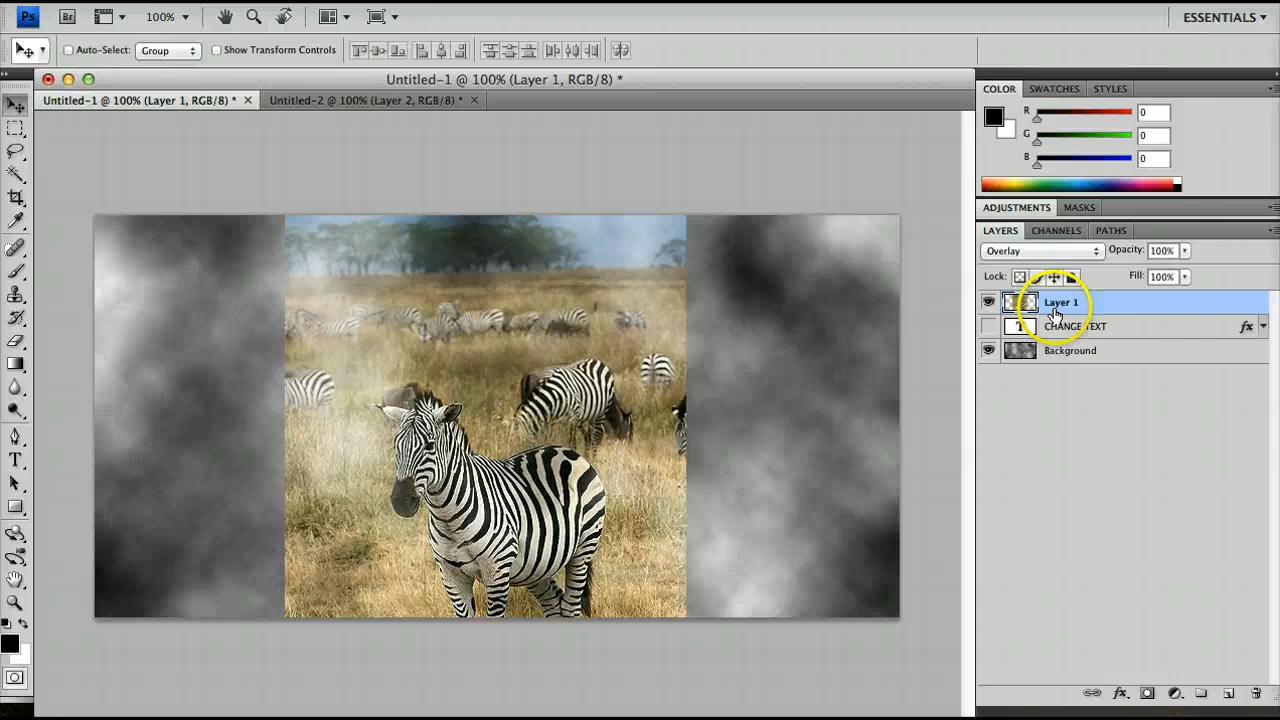 Ps Br 100% ESSENTIALS
Auto-Select: Group Show Transform Controls
Untitled-1 @ 100% (Layer 1, RGB/8) *
Untitled-1 @ 100% (Layer 1, RGB/8) * Untitled-2 @ 100% (Layer 2, RGB/8) *
COLOR SWATCHES STYLES
R 0
G 0
B 0
ADJUSTMENTS MASKS
LAYERS CHANNELS PATHS
Overlay Opacity: 100%
Lock: Fill: 100%
Layer 1
T CHANGE TEXT fx
Background
T
fx